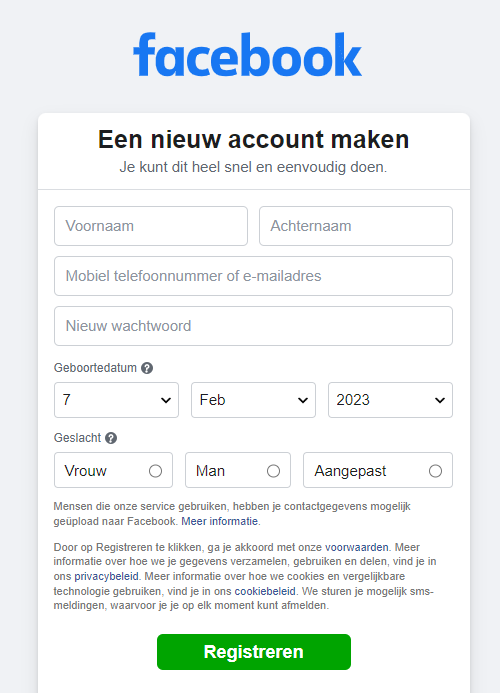 facebook
Een nieuw account maken
Je kunt dit heel snel en eenvoudig doen.
Voornaam Achternaam
Mobiel telefoonnummer of e-mailadres
Nieuw wachtwoord
Geboortedatum ?
7 Feb 2023
Geslacht ?
Vrouw Man Aangepast
Mensen die onze service gebruiken, hebben je contactgegevens mogelijk
geüpload naar Facebook. Meer informatie.
Door op Registreren te klikken, ga je akkoord met onze voorwaarden. Meer
informatie over hoe we je gegevens verzamelen, gebruiken en delen, vind je in
ons privacybeleid. Meer informatie over hoe we cookies en vergelijkbare
technologie gebruiken, vind je in ons cookiebeleid. We sturen je mogelijk sms-
meldingen, waarvoor je je op elk moment kunt afmelden.
Registreren